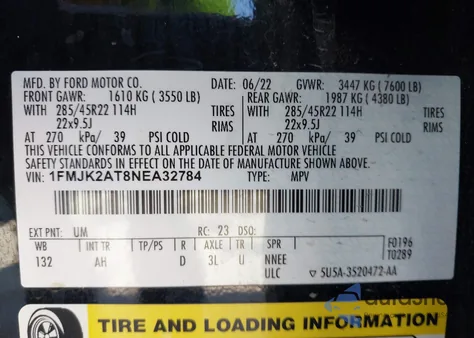 MFD. BY FORD MOTOR CO. DATE: 06/22 GVWR: 3447 KG ( 7600 LB)
FRONT GAWR: 1610 KG ( 3550 LB) REAR GAWR: 1987 KG ( 4380 LB)
WITH 285/45R22 114H TIRES WITH 285/45R22 114H TIRES
22x9.5J RIMS 22x9.5J RIMS
AT 270 kPa/ 39 PSI COLD AT 270 kPa/ 39 PSI COLD
THIS VEHICLE CONFORMS TO ALL APPLICABLE FEDERAL MOTOR VEHICLE
SAFETY STANDARDS IN EFFECT ON THE DATE OF MANUFACTURE SHOWN ABOVE.
VIN: 1FMJK2AT8NEA32784 TYPE: MPV
EXT PNT: UM RC: 23 DSO:
WB INT TR TP/PS R AXLE TR SPR F0196
132 AH D 3L U NNEE T0289
ULC SU5A-3520472-AA
TIRE AND LOADING INFORMATION